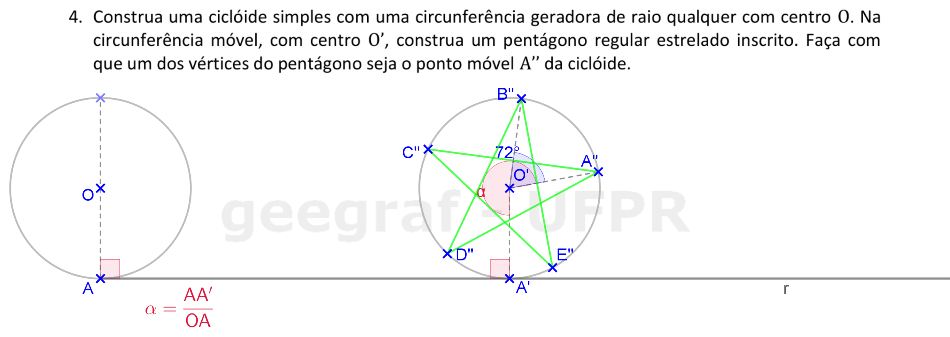 4. Construa uma ciclóide simples com uma circunferência geradora de raio qualquer com centro O. Na
circunferência móvel, com centro O’, construa um pentágono regular estrelado inscrito. Faça com
que um dos vértices do pentágono seja o ponto móvel A’’ da ciclóide.
B"
C"
72°
A"
O'
O
α
geegraf - UFPR
D"
E"
A
A'
r
α = AA′
OA